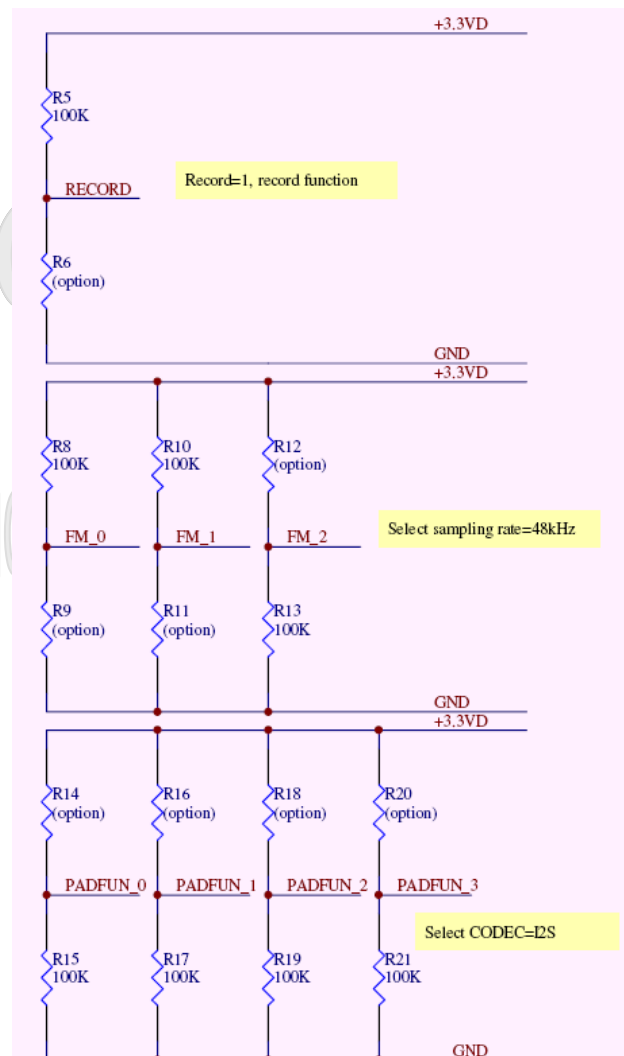 +3.3VD
R5
100K
RECORD
Record=1, record function
R6
(option)
GND
+3.3VD
R8
100K
R10
100K
R12
(option)
FM_0
FM_1
FM_2
Select sampling rate=48kHz
R9
(option)
R11
(option)
R13
100K
GND
+3.3VD
R14
(option)
R16
(option)
R18
(option)
R20
(option)
PADFUN_0
PADFUN_1
PADFUN_2
PADFUN_3
Select CODEC=I2S
R15
100K
R17
100K
R19
100K
R21
100K
GND